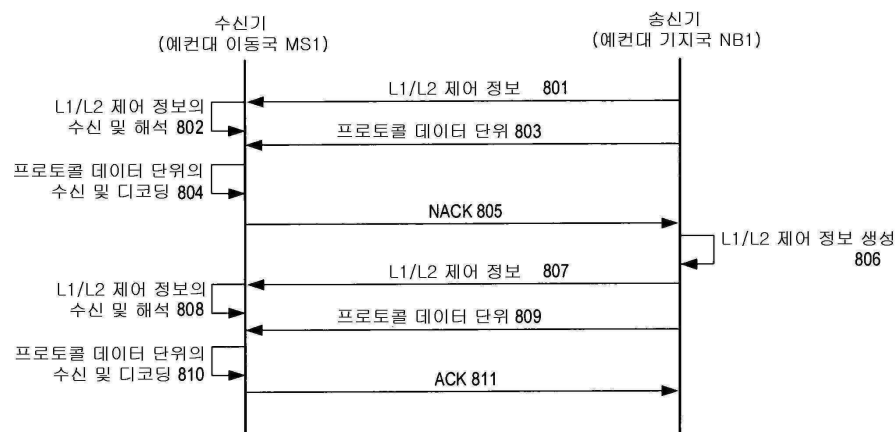 수신기
(예컨대 이동국 MS1)
송신기
(예컨대 기지국 NB1)
L1/L2 제어 정보 801
L1/L2 제어 정보의
수신 및 해석 802
프로토콜 데이터 단위 803
프로토콜 데이터 단위의
수신 및 디코딩 804
NACK 805
L1/L2 제어 정보 생성
806
L1/L2 제어 정보 807
L1/L2 제어 정보의
수신 및 해석 808
프로토콜 데이터 단위 809
프로토콜 데이터 단위의
수신 및 디코딩 810
ACK 811